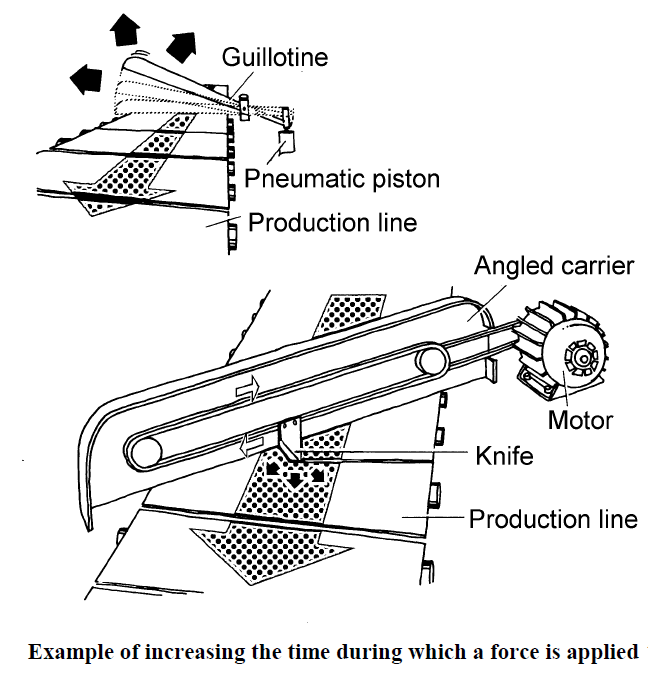 Guillotine
Pneumatic piston
Production line
Angled carrier
Motor
Knife
Production line
Example of increasing the time during which a force is applied